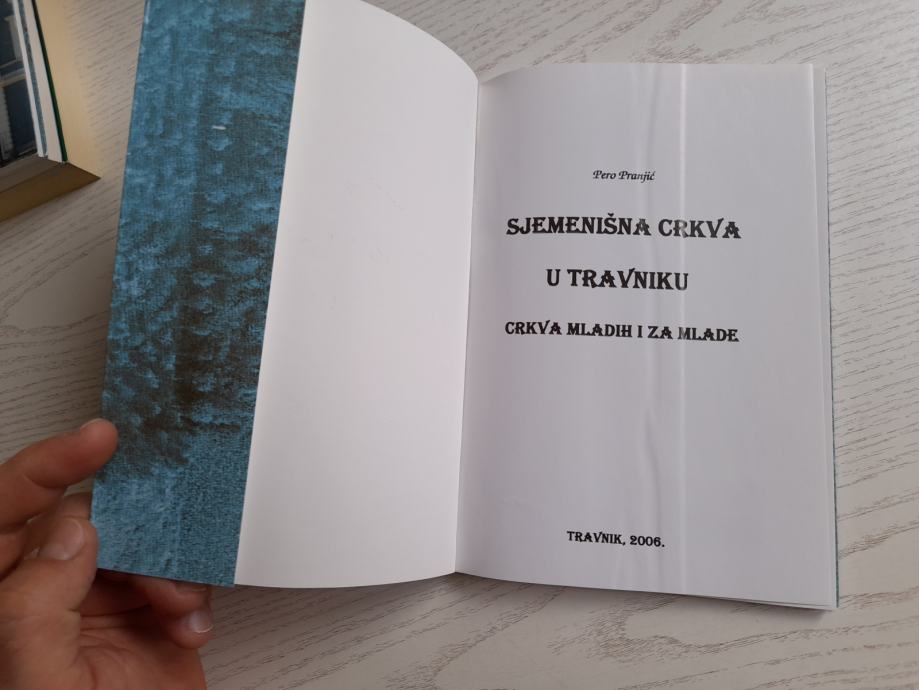 Pero Pranjić
SJEMENIŠNA CRKVA
U TRAVNIKU
CRKVA MLADIH I ZA MLADE
TRAVNIK, 2006.